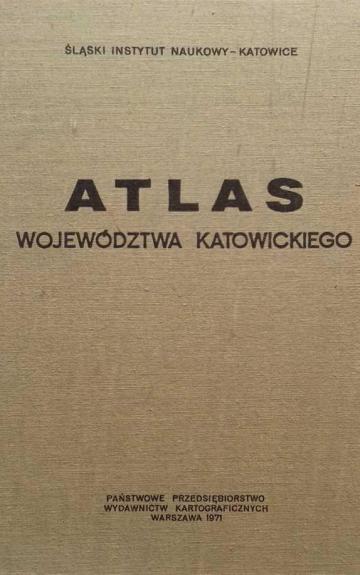 ŚLĄSKI INSTYTUT NAUKOWY – KATOWICE
ATLAS
WOJEWÓDZTWA KATOWICKIEGO
PAŃSTWOWE PRZEDSIĘBIORSTWO
WYDAWNICTW KARTOGRAFICZNYCH
WARSZAWA 1971